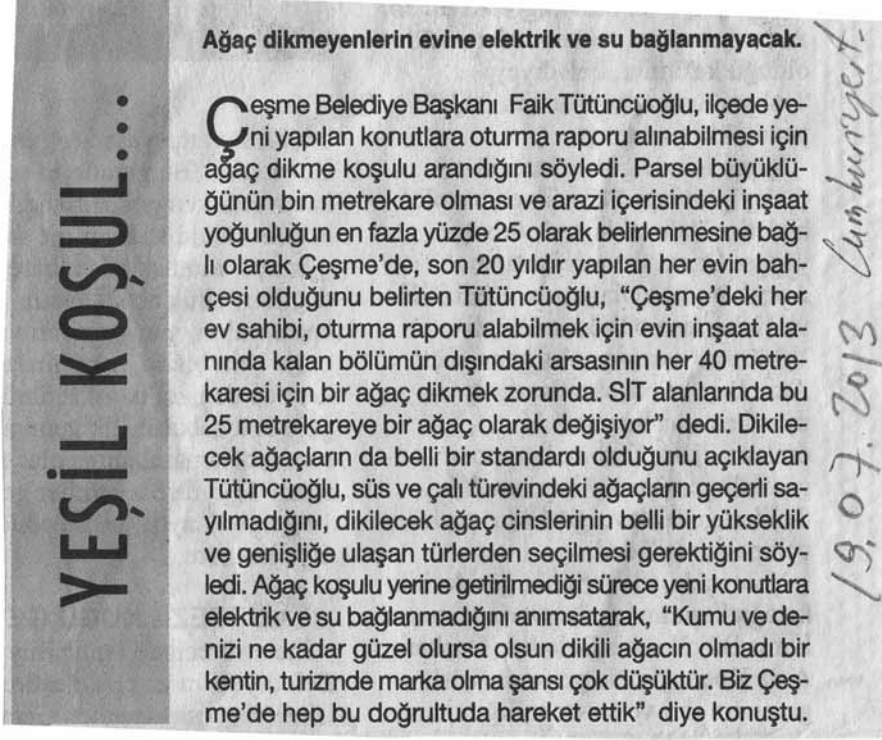 YEŞİL KOŞUL....
Ağaç dikmeyenlerin evine elektrik ve su bağlanmayacak.
Çeşme Belediye Başkanı Faik Tütüncüoğlu, ilçede ye-
ni yapılan konutlara oturma raporu alınabilmesi için
ağaç dikme koşulu arandığını söyledi. Parsel büyüklü-
ğünün bin metrekare olması ve arazi içerisindeki inşaat
yoğunluğun en fazla yüzde 25 olarak belirlenmesine bağ-
lı olarak Çeşme’de, son 20 yıldır yapılan her evin bah-
çesi olduğunu belirten Tütüncüoğlu, “Çeşme’deki her
ev sahibi, oturma raporu alabilmek için evin inşaat ala-
nında kalan bölümün dışındaki arsasının her 40 metre-
karesi için bir ağaç dikmek zorunda. SİT alanlarında bu
25 metrekareye bir ağaç olarak değişiyor” dedi. Dikile-
cek ağaçların da belli bir standardı olduğunu açıklayan
Tütüncüoğlu, süs ve çalı türevindeki ağaçların geçerli sa-
yılmadığını, dikilecek ağaç cinslerinin belli bir yükseklik
ve genişliğe ulaşan türlerden seçilmesi gerektiğini söy-
ledi. Ağaç koşulu yerine getirilmediği sürece yeni konutlara
elektrik ve su bağlanmadığını anımsatarak, “Kumu ve de-
nizi ne kadar güzel olursa olsun dikili ağacın olmadı bir
kentin, turizmde marka olma şansı çok düşüktür. Biz Çeş-
me’de hep bu doğrultuda hareket ettik” diye konuştu.
19.07.2013 Cumhuriyet.